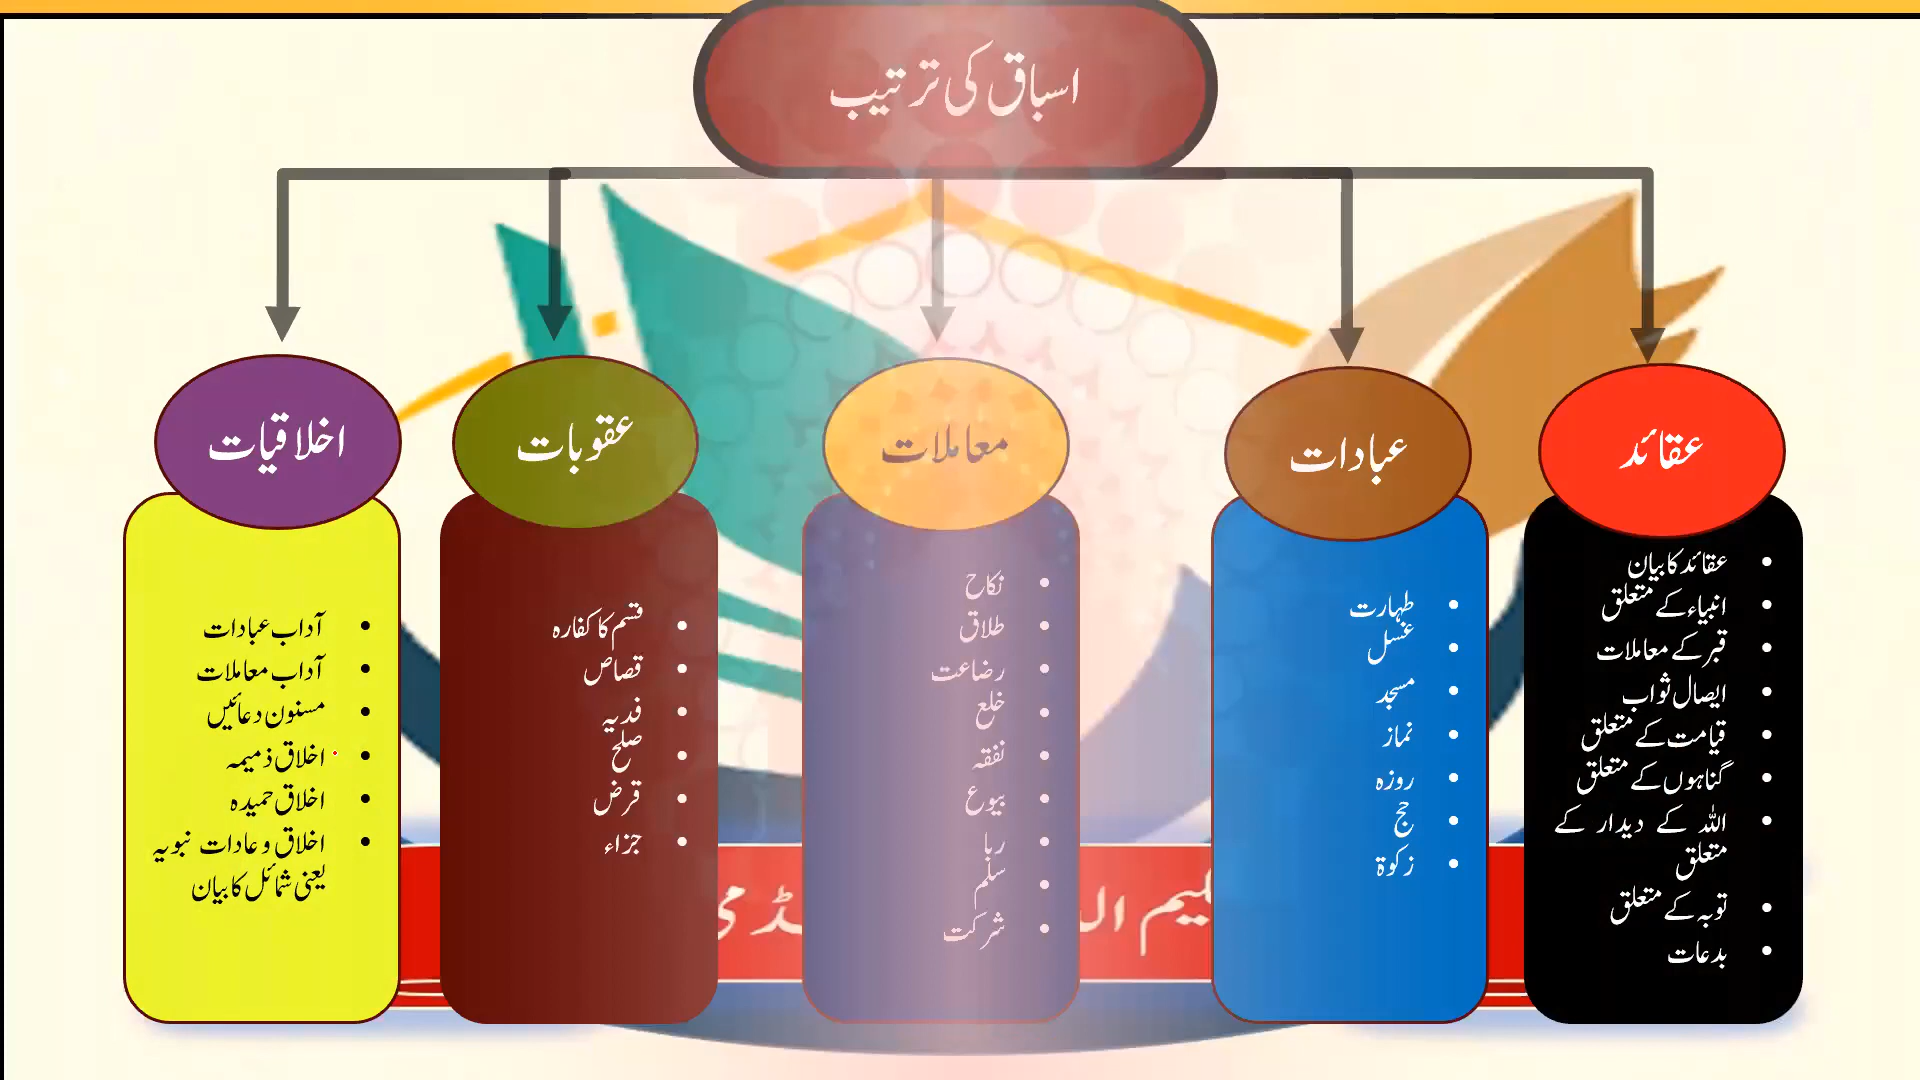 اسباق کی ترتیب
عقائد
عقائد کا بیان
انبیاء کے متعلق
قبر کے معاملات
ایصال ثواب
قیامت کے متعلق
گناہوں کے متعلق
اللہ کے دیدار کے
متعلق
توبہ کے متعلق
بدعات
عبادات
طہارت
غسل
مسجد
نماز
روزہ
حج
زکوۃ
معاملات
نکاح
طلاق
رضاعت
خلع
نفقہ
بیوع
ربا
سلم
شرکت
عقوبات
قسم کا کفارہ
قصاص
فدیہ
صلح
قرض
جزاء
اخلاقیات
آداب عبادات
آداب معاملات
مسنون دعائیں
اخلاق ذمیمہ
اخلاق حمیدہ
اخلاق و عادات نبویہ
یعنی شمائل کا بیان